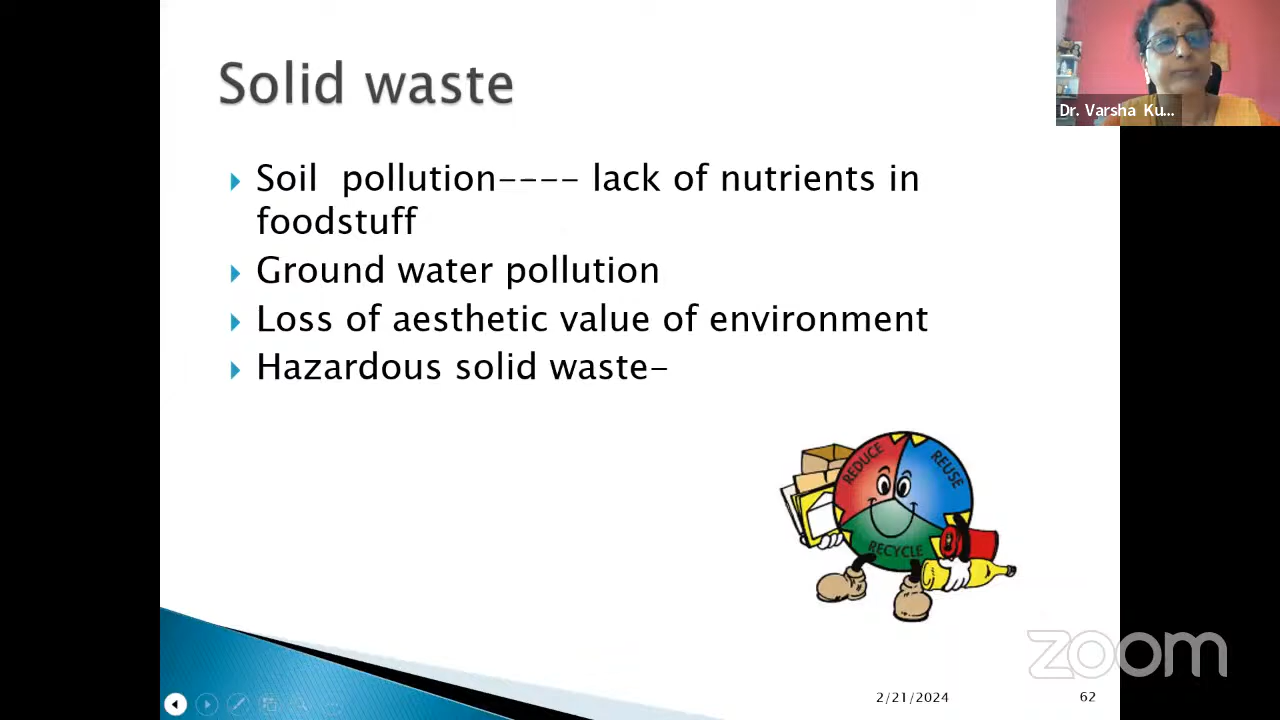 Solid waste
Dr. Varsha Ku...
Soil pollution---- lack of nutrients in
foodstuff
Ground water pollution
Loss of aesthetic value of environment
Hazardous solid waste-
REDUCE
REUSE
RECYCLE
zoom
2/21/2024
62